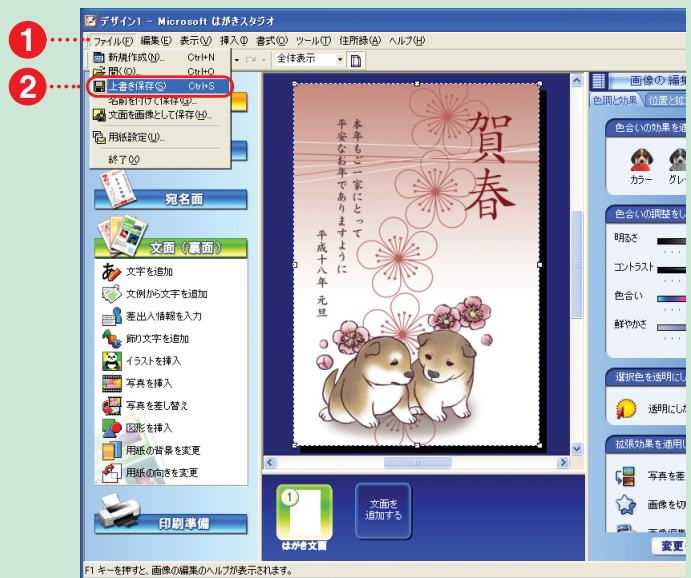 デザイン1 - Microsoft はがきスタジオ
1
ファイル(F) 編集(E) 表示(V) 挿入(I) 書式(O) ツール(T) 住所録(A) ヘルプ(H)
新規作成(N)... Ctrl+N
全体表示
開く(O)... Ctrl+O
2
上書き保存(S) Ctrl+S
名前を付けて保存(G)...
文面を画像として保存(H)...
用紙設定(U)...
終了(X)
宛名面
文面(裏面)
文字を追加
文例から文字を追加
差出人情報を入力
飾り文字を追加
イラストを挿入
写真を挿入
写真を差し替え
図形を挿入
用紙の背景を変更
用紙の向きを変更
印刷準備
賀春
本年もご一家にとって
平安なお年でありますように
平成十八年 元旦
1
はがき文面
文面を
追加する
画像の編集
色調と効果 位置と拡
色合いの効果を適
カラー グレ
色合いの調整をし
明るさ
コントラスト
色合い
鮮やかさ
選択色を透明にし
透明にした
拡張効果を適用し
写真を差
画像を切
変更
F1 キーを押すと、画像の編集のヘルプが表示されます。